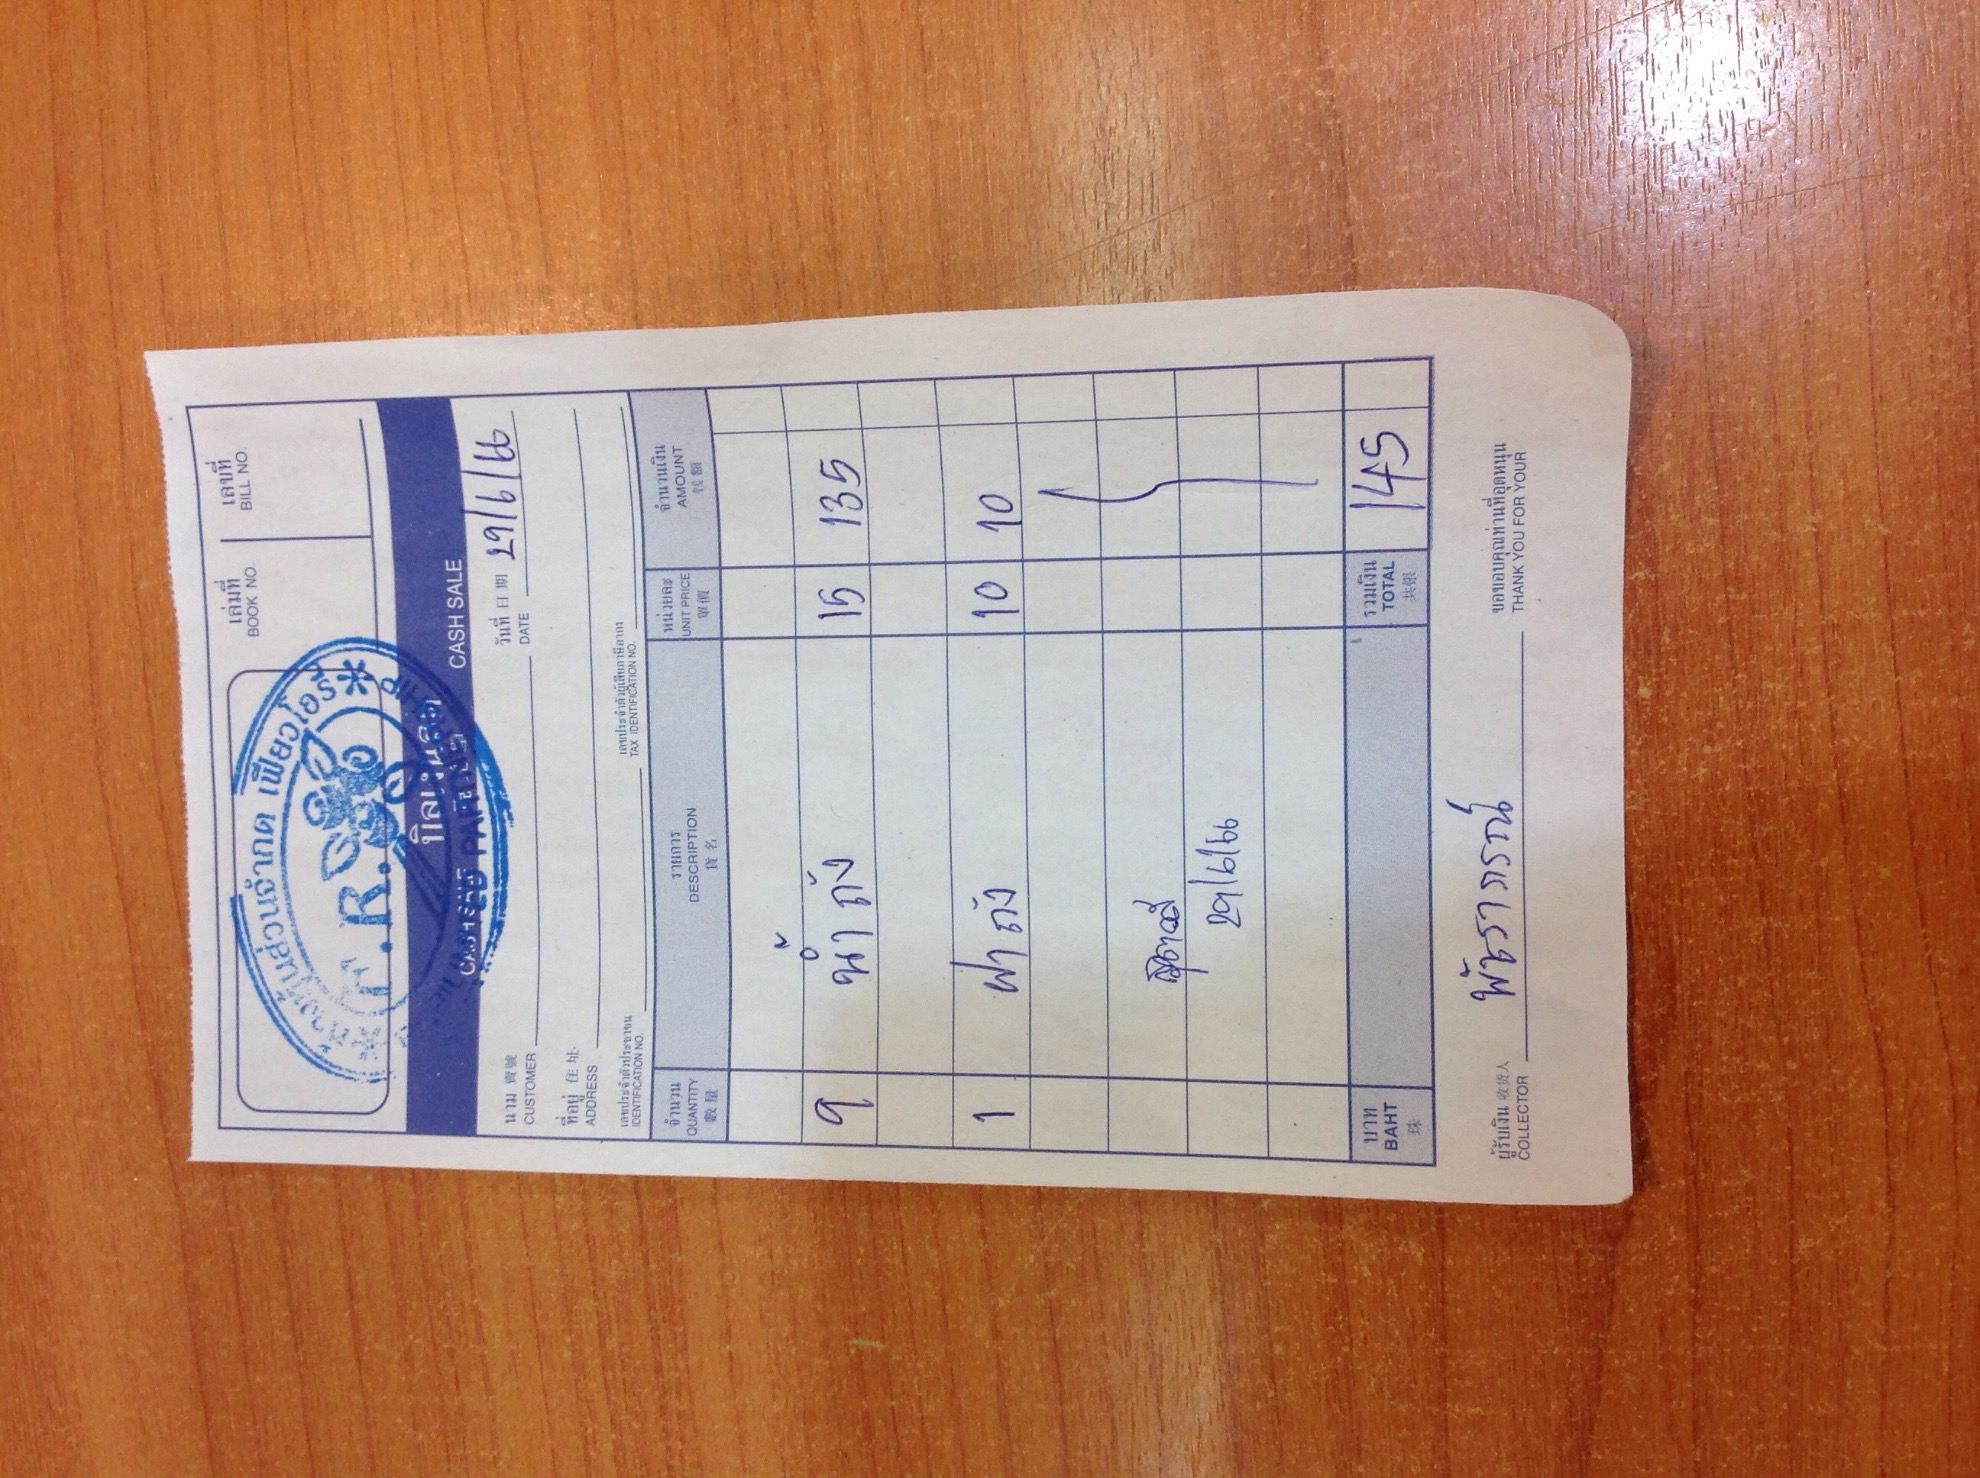 ห้างหุ้นส่วนจำกัด เพียวโอรี
T.R.
เล่มที่ เลขที่
BOOK NO. BILL NO.
บิลเงินสด
CASH SALE CASH SALE
นาม 賣號 วันที่ 日期 29/6/66
CUSTOMER DATE
ที่อยู่ 住址
ADDRESS
เลขประจำตัวประชาชน เลขประจำตัวผู้เสียภาษีอากร
IDENTIFICATION NO. TAX IDENTIFICATION NO.
จำนวน รายการ หน่วยละ จำนวนเงิน
QUANTITY DESCRIPTION UNIT PRICE AMOUNT
數量 貨名 單價 錢額
9 น้ำถัง 15 135
1 ฝาถัง 10 10
29/6/66
บาท รวมเงิน
BAHT TOTAL 145
珠 共銀
ผู้รับเงิน 收货人 พัชราภรณ์ ขอขอบคุณท่านที่อุดหนุน
COLLECTOR THANK YOU FOR YOUR